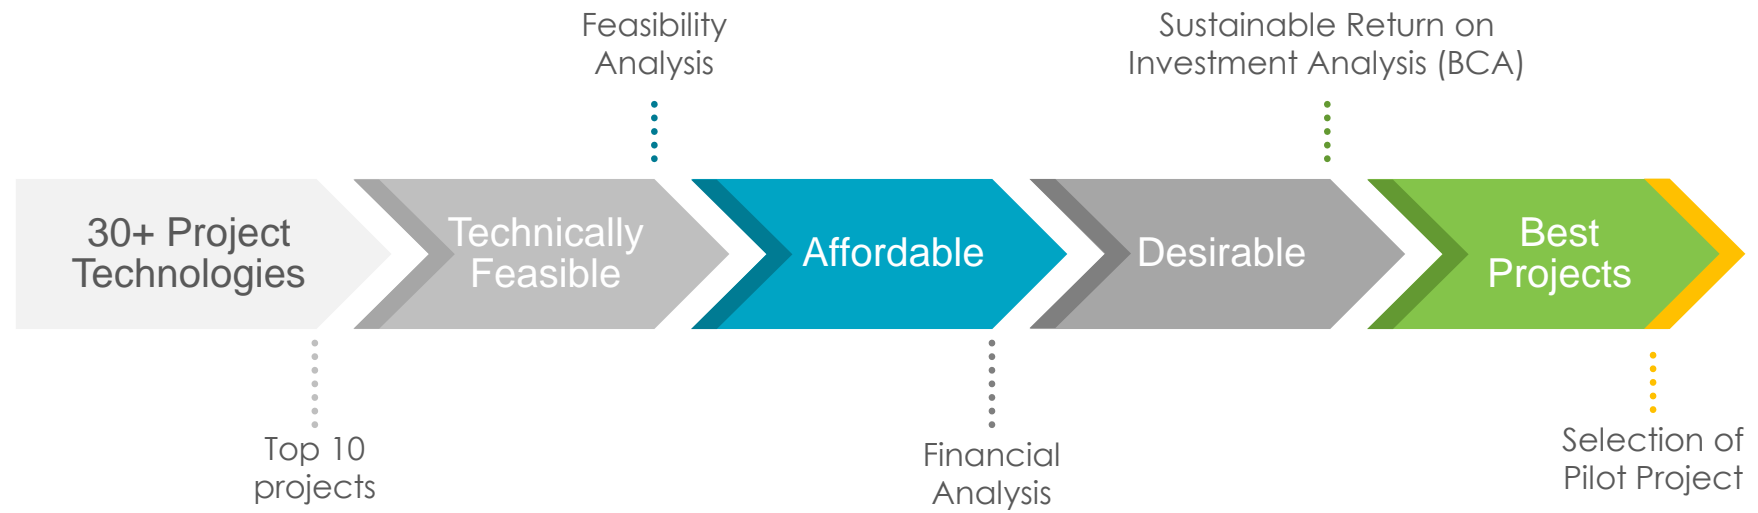 Feasibility
Analysis
Sustainable Return on
Investment Analysis (BCA)
30+ Project
Technologies
Technically
Feasible
Affordable
Desirable
Best
Projects
Top 10
projects
Financial
Analysis
Selection of
Pilot Project